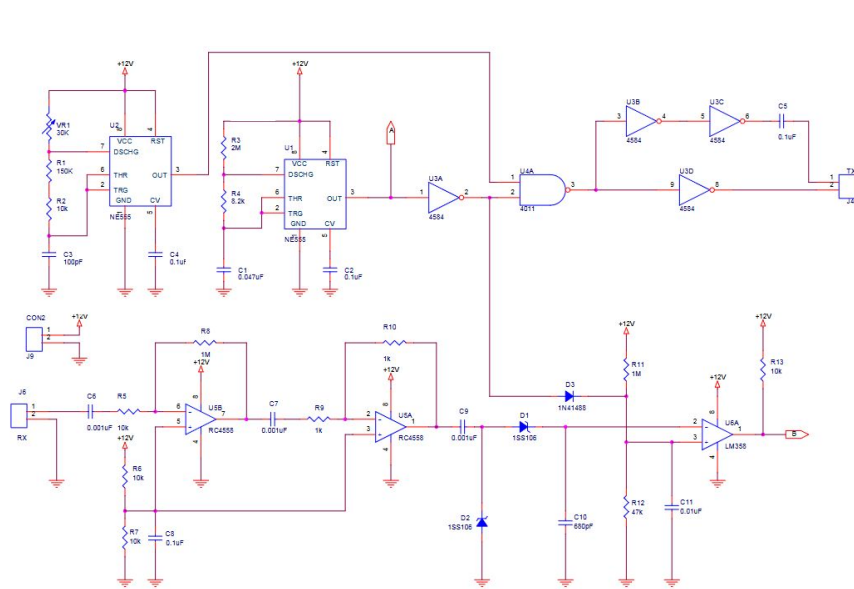 +12V
+12V
VR1
30K
R1
150K
R2
10k
C3
100pF
U2
8
4
VCC
RST
7
DSCHG
6
THR
2
TRG
OUT
3
GND
CV
1
5
NE555
C4
0.1uf
R3
2M
R4
8.2k
C1
0.047uF
U1
8
4
VCC
RST
7
DSCHG
6
THR
2
TRG
OUT
3
GND
CV
1
5
NE555
C2
0.1uF
A
U3A
1
2
4584
U4A
1
2
3
4011
U3B
3
4
4584
U3C
5
6
4584
C5
0.1uF
U3D
9
8
4584
TX
1
2
J4
CON2
+12V
1
2
J9
J6
1
2
RX
C6
0.001uF
R5
10k
R8
1M
+12V
8
U5B
6
5
7
RC4558
4
+12V
R6
10k
R7
10k
C8
0.1uF
C7
0.001uF
R9
1k
R10
1k
+12V
8
U5A
2
3
1
RC4558
4
C9
0.001uF
D1
1SS106
D2
1SS106
D3
1N4148S
C10
680pF
+12V
R11
1M
R12
47k
C11
0.01uF
+12V
8
U6A
2
3
1
LM358
4
+12V
R13
10k
B